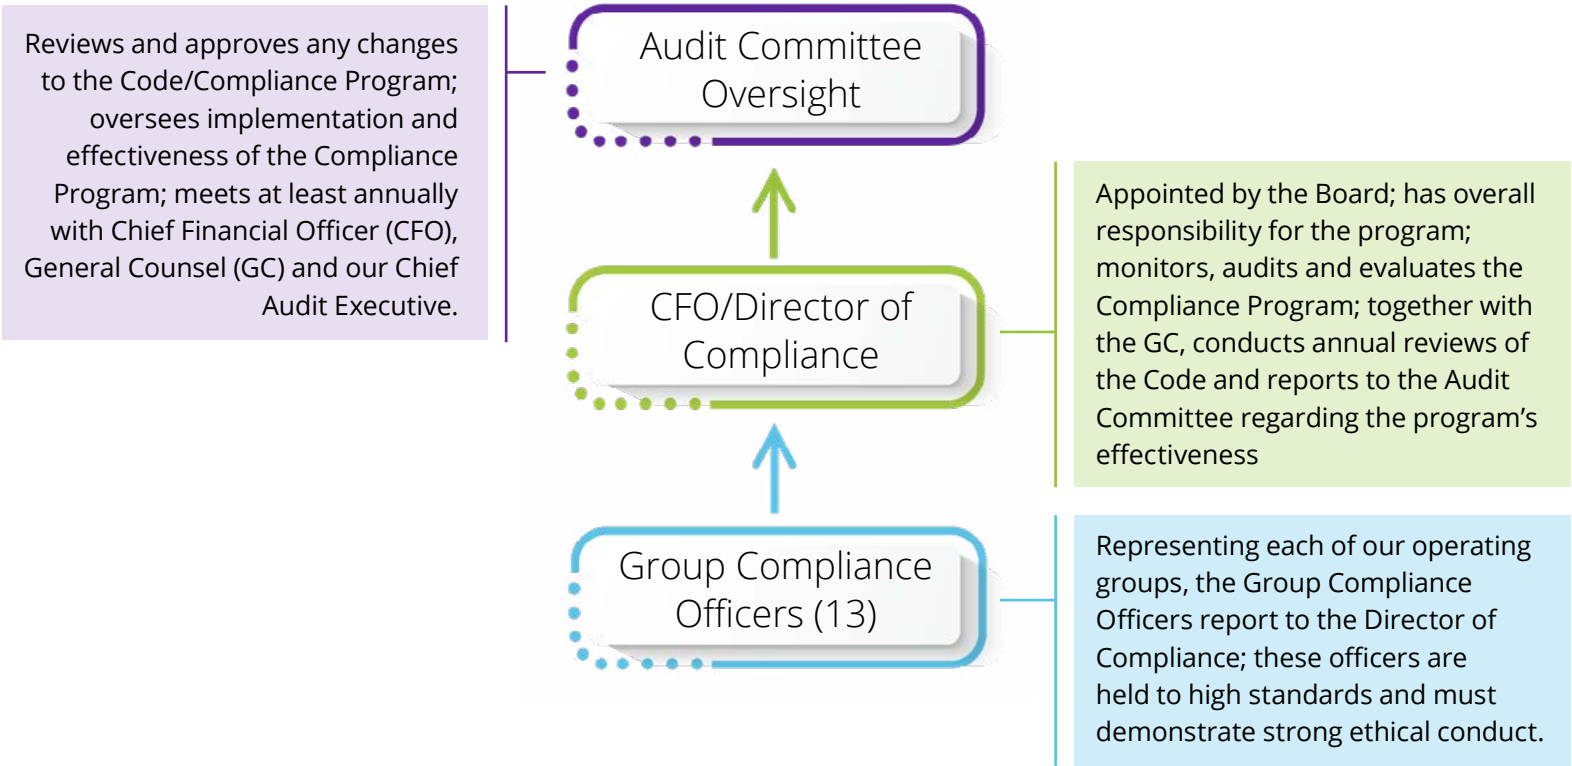 Reviews and approves any changes
to the Code/Compliance Program;
oversees implementation and
effectiveness of the Compliance
Program; meets at least annually
with Chief Financial Officer (CFO),
General Counsel (GC) and our Chief
Audit Executive.
Audit Committee
Oversight
CFO/Director of
Compliance
Appointed by the Board; has overall
responsibility for the program;
monitors, audits and evaluates the
Compliance Program; together with
the GC, conducts annual reviews of
the Code and reports to the Audit
Committee regarding the program’s
effectiveness
Group Compliance
Officers (13)
Representing each of our operating
groups, the Group Compliance
Officers report to the Director of
Compliance; these officers are
held to high standards and must
demonstrate strong ethical conduct.